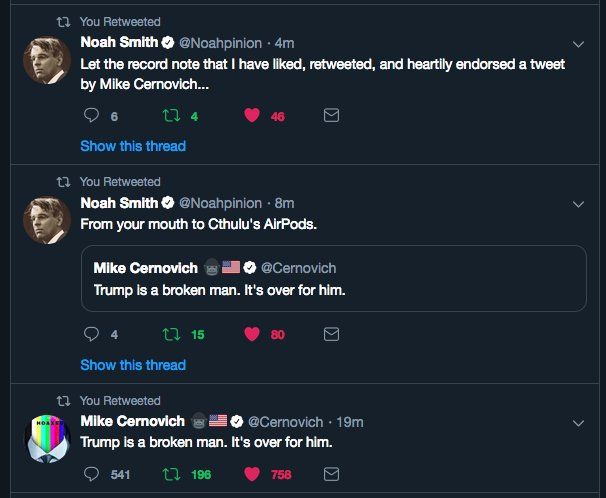 You Retweeted
Noah Smith @Noahpinion · 4m
Let the record note that I have liked, retweeted, and heartily endorsed a tweet
by Mike Cernovich...
6 4 46
Show this thread
You Retweeted
Noah Smith @Noahpinion · 8m
From your mouth to Cthulu's AirPods.
Mike Cernovich 🦍 🇺🇸 @Cernovich
Trump is a broken man. It's over for him.
4 15 80
Show this thread
You Retweeted
HOAXED
Mike Cernovich 🦍 🇺🇸 @Cernovich · 19m
Trump is a broken man. It's over for him.
541 196 758